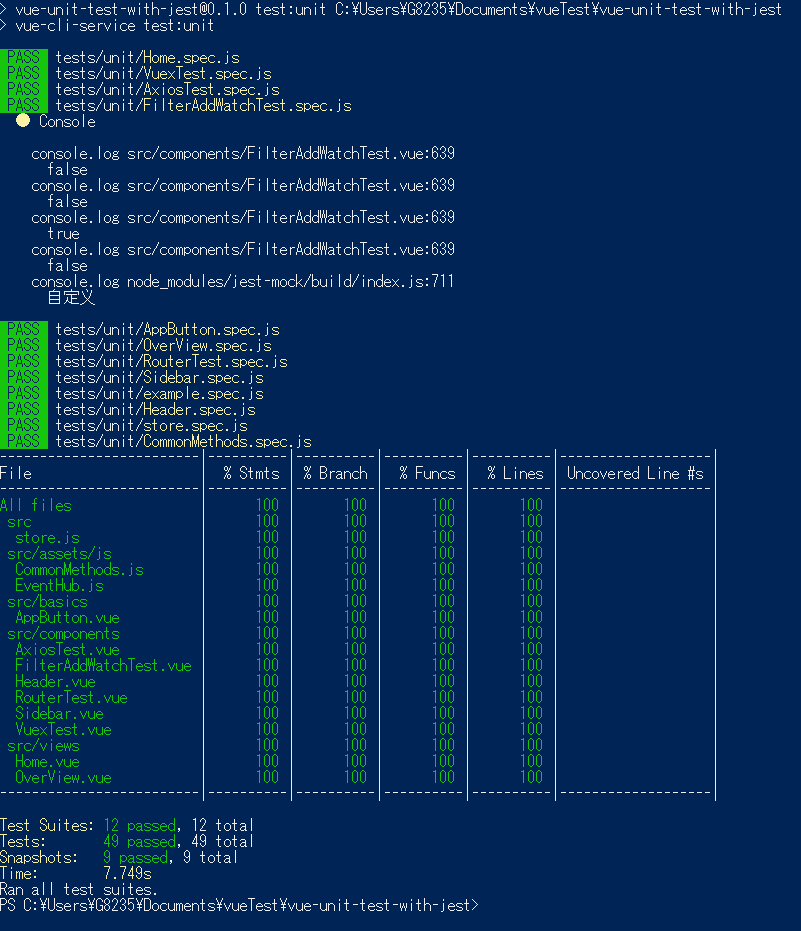 > vue-unit-test-with-jest@0.1.0 test:unit C:¥Users¥G8235¥Documents¥vueTest¥vue-unit-test-with-jest
> vue-cli-service test:unit
PASS tests/unit/Home.spec.js
PASS tests/unit/VuexTest.spec.js
PASS tests/unit/AxiosTest.spec.js
PASS tests/unit/FilterAddWatchTest.spec.js
● Console
console.log src/components/FilterAddWatchTest.vue:639
false
console.log src/components/FilterAddWatchTest.vue:639
false
console.log src/components/FilterAddWatchTest.vue:639
true
console.log src/components/FilterAddWatchTest.vue:639
false
console.log node_modules/jest-mock/build/index.js:711
自定义
PASS tests/unit/AppButton.spec.js
PASS tests/unit/OverView.spec.js
PASS tests/unit/RouterTest.spec.js
PASS tests/unit/Sidebar.spec.js
PASS tests/unit/example.spec.js
PASS tests/unit/Header.spec.js
PASS tests/unit/store.spec.js
PASS tests/unit/CommonMethods.spec.js
-------------------------|----------|----------|----------|----------|-------------------|
File | % Stmts | % Branch | % Funcs | % Lines | Uncovered Line #s |
-------------------------|----------|----------|----------|----------|-------------------|
All files | 100 | 100 | 100 | 100 | |
src | 100 | 100 | 100 | 100 | |
store.js | 100 | 100 | 100 | 100 | |
src/assets/js | 100 | 100 | 100 | 100 | |
CommonMethods.js | 100 | 100 | 100 | 100 | |
EventHub.js | 100 | 100 | 100 | 100 | |
src/basics | 100 | 100 | 100 | 100 | |
AppButton.vue | 100 | 100 | 100 | 100 | |
src/components | 100 | 100 | 100 | 100 | |
AxiosTest.vue | 100 | 100 | 100 | 100 | |
FilterAddWatchTest.vue | 100 | 100 | 100 | 100 | |
Header.vue | 100 | 100 | 100 | 100 | |
RouterTest.vue | 100 | 100 | 100 | 100 | |
Sidebar.vue | 100 | 100 | 100 | 100 | |
VuexTest.vue | 100 | 100 | 100 | 100 | |
src/views | 100 | 100 | 100 | 100 | |
Home.vue | 100 | 100 | 100 | 100 | |
OverView.vue | 100 | 100 | 100 | 100 | |
-------------------------|----------|----------|----------|----------|-------------------|
Test Suites: 12 passed, 12 total
Tests: 49 passed, 49 total
Snapshots: 9 passed, 9 total
Time: 7.749s
Ran all test suites.
PS C:¥Users¥G8235¥Documents¥vueTest¥vue-unit-test-with-jest>